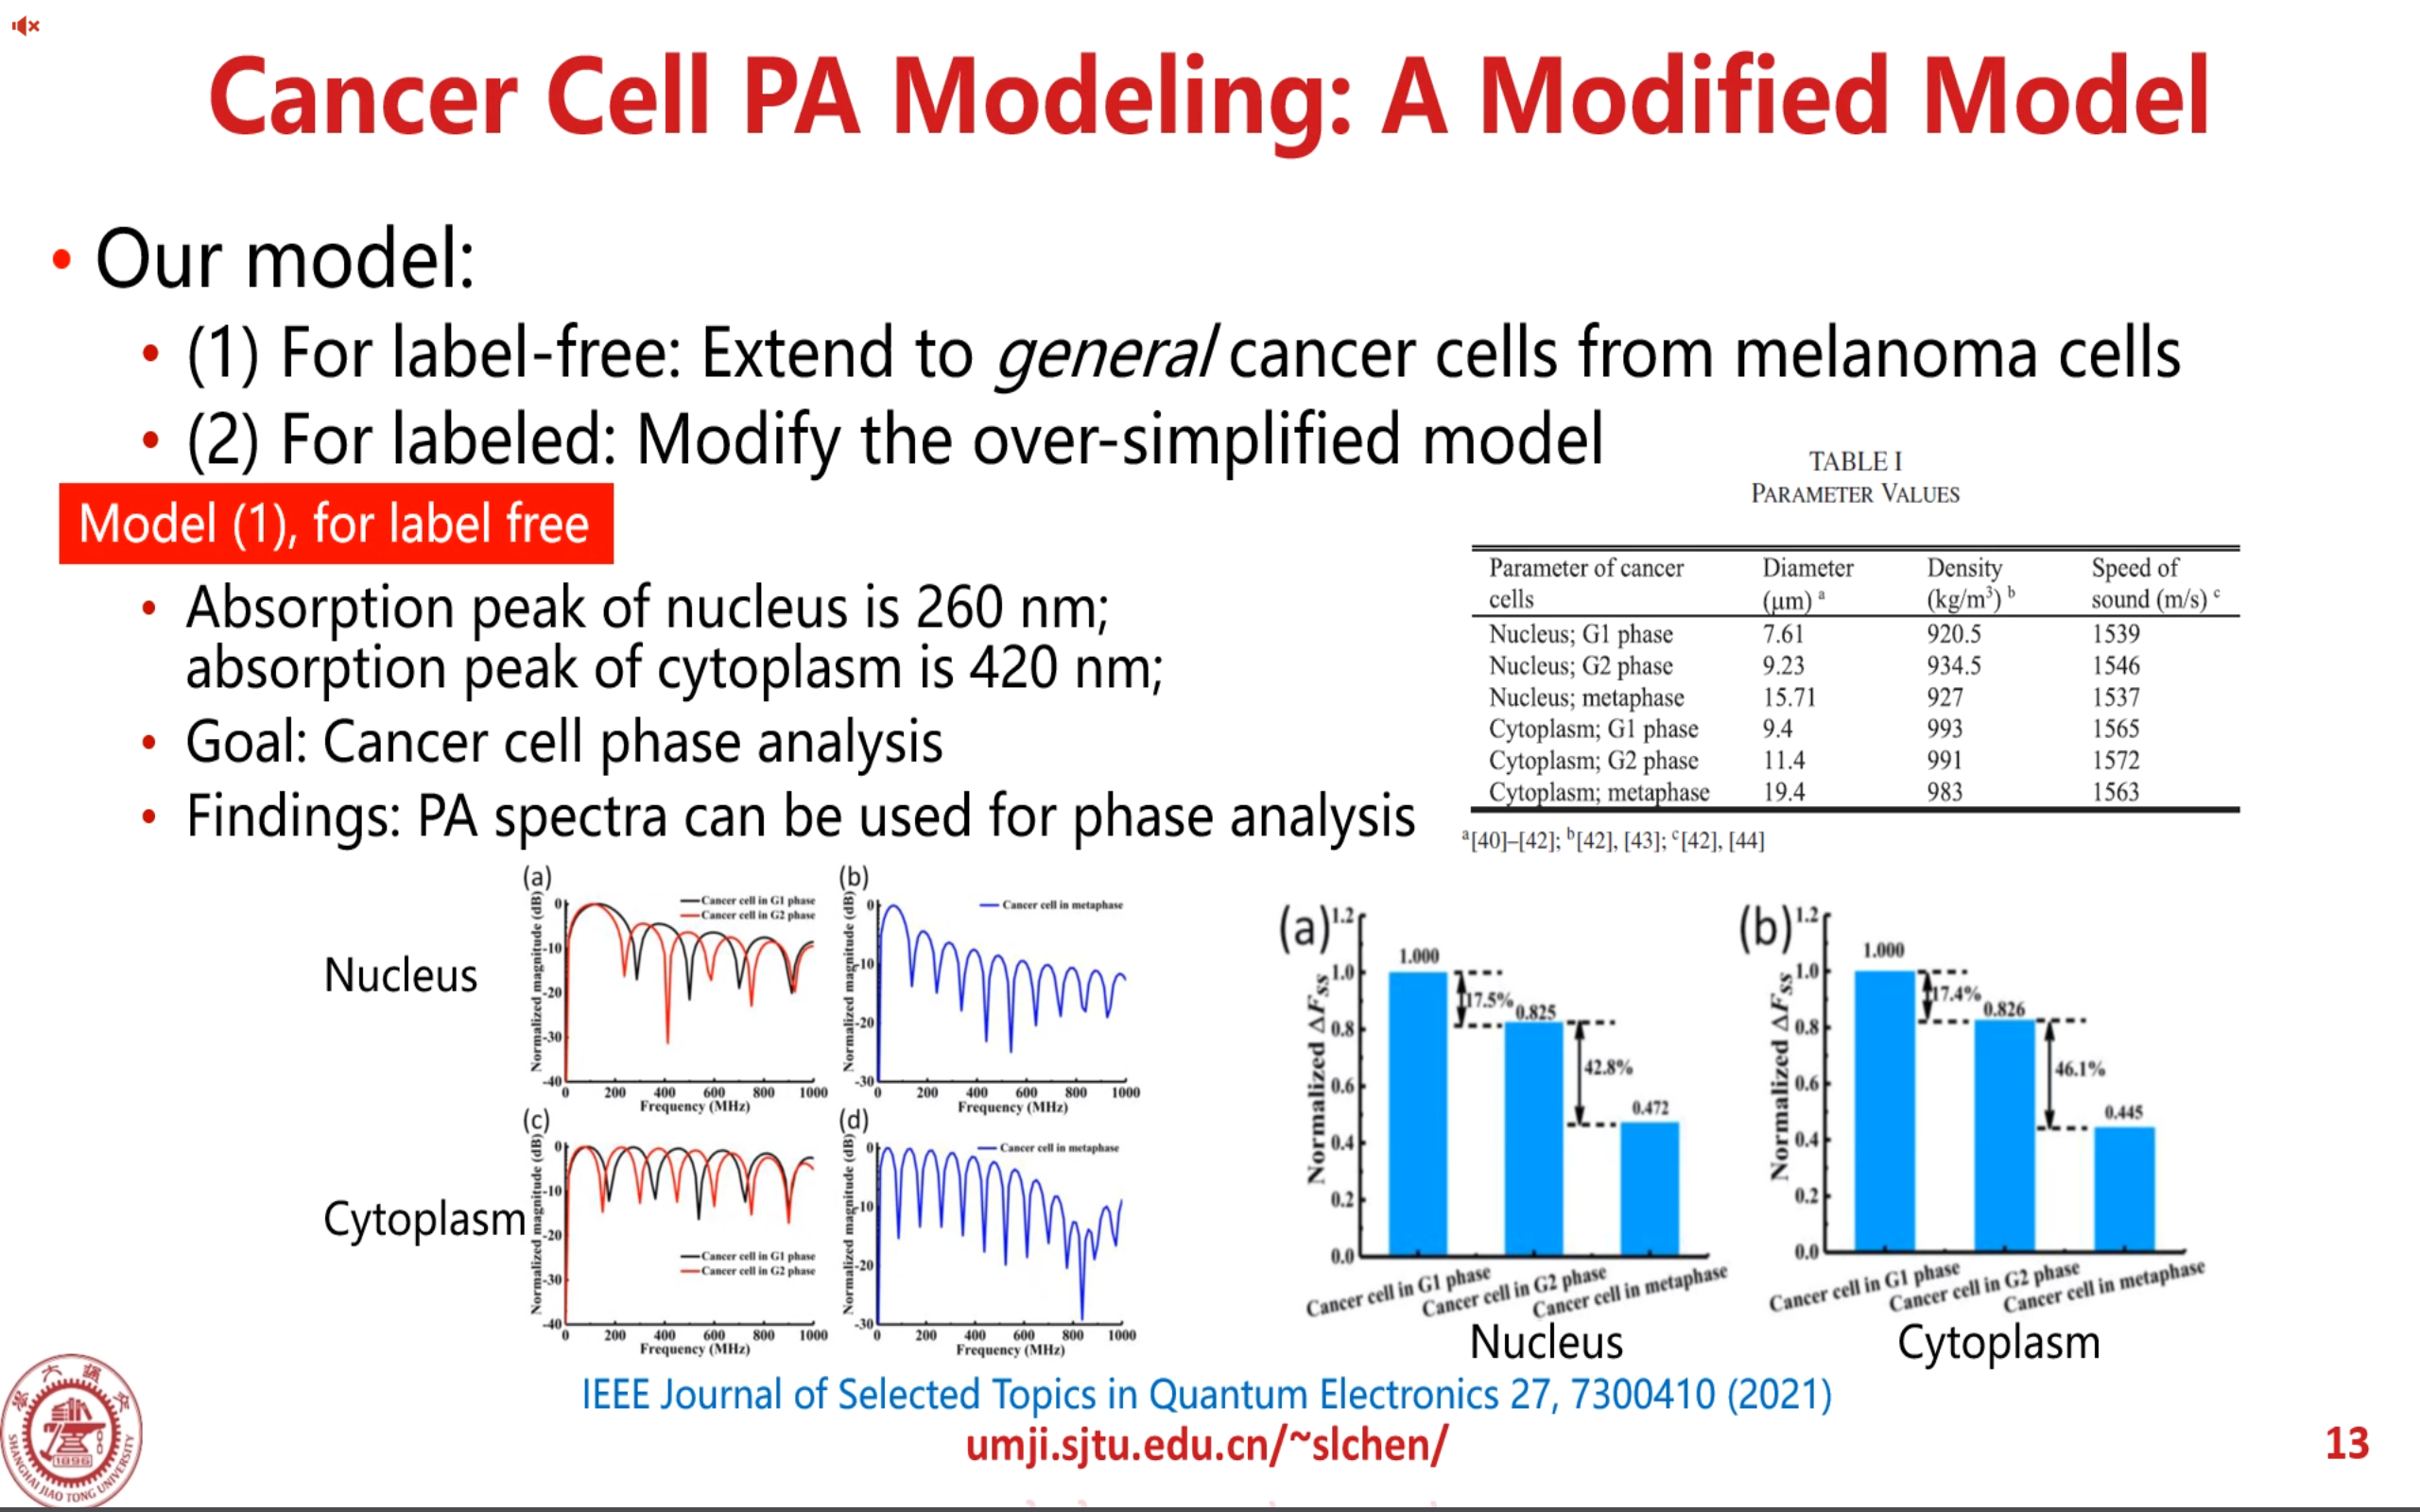 Cancer Cell PA Modeling: A Modified Model
• Our model:
• (1) For label-free: Extend to general cancer cells from melanoma cells
• (2) For labeled: Modify the over-simplified model
Model (1), for label free
• Absorption peak of nucleus is 260 nm;
absorption peak of cytoplasm is 420 nm;
• Goal: Cancer cell phase analysis
• Findings: PA spectra can be used for phase analysis
TABLE I
PARAMETER VALUES
Parameter of cancer cells Diameter (μm) a Density (kg/m³) b Speed of sound (m/s) c
Nucleus; G1 phase 7.61 920.5 1539
Nucleus; G2 phase 9.23 934.5 1546
Nucleus; metaphase 15.71 927 1537
Cytoplasm; G1 phase 9.4 993 1565
Cytoplasm; G2 phase 11.4 991 1572
Cytoplasm; metaphase 19.4 983 1563
a[40]–[42]; b[42], [43]; c[42], [44]
Nucleus
(a)
Normalized magnitude (dB)
0
-10
-20
-30
-40
Cancer cell in G1 phase
Cancer cell in G2 phase
0 200 400 600 800 1000
Frequency (MHz)
(b)
Normalized magnitude (dB)
0
-10
-20
-30
Cancer cell in metaphase
0 200 400 600 800 1000
Frequency (MHz)
Cytoplasm
(c)
Normalized magnitude (dB)
0
-10
-20
-30
-40
Cancer cell in G1 phase
Cancer cell in G2 phase
0 200 400 600 800 1000
Frequency (MHz)
(d)
Normalized magnitude (dB)
0
-10
-20
-30
Cancer cell in metaphase
0 200 400 600 800 1000
Frequency (MHz)
(a)
Normalized ΔFss
1.2
1.0
0.8
0.6
0.4
0.2
0.0
1.000
17.5%
0.825
42.8%
0.472
Cancer cell in G1 phase
Cancer cell in G2 phase
Cancer cell in metaphase
Nucleus
(b)
Normalized ΔFss
1.2
1.0
0.8
0.6
0.4
0.2
0.0
1.000
17.4%
0.826
46.1%
0.445
Cancer cell in G1 phase
Cancer cell in G2 phase
Cancer cell in metaphase
Cytoplasm
IEEE Journal of Selected Topics in Quantum Electronics 27, 7300410 (2021)
umji.sjtu.edu.cn/~slchen/
13
1896
SHANGHAI JIAO TONG UNIVERSITY